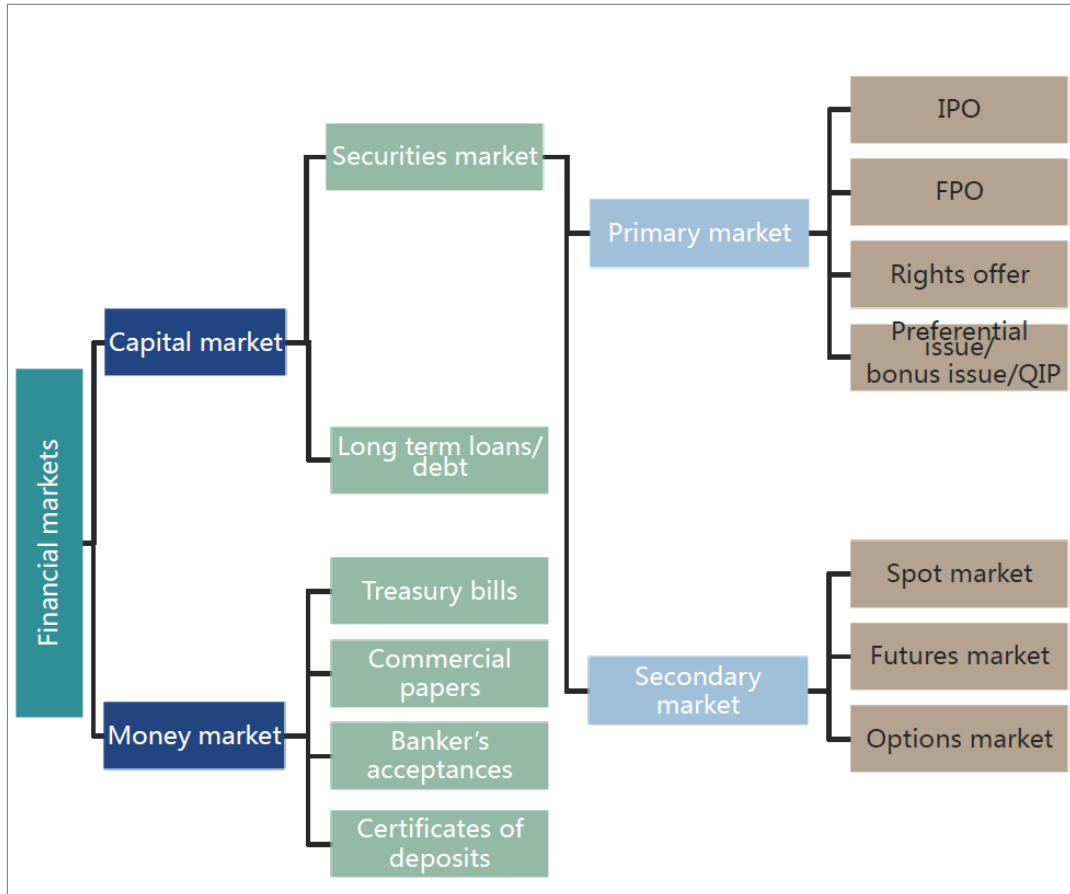 Financial markets
Capital market
Money market
Securities market
Long term loans/
debt
Treasury bills
Commercial
papers
Banker’s
acceptances
Certificates of
deposits
Primary market
Secondary
market
IPO
FPO
Rights offer
Preferential
issue/
bonus issue/QIP
Spot market
Futures market
Options market